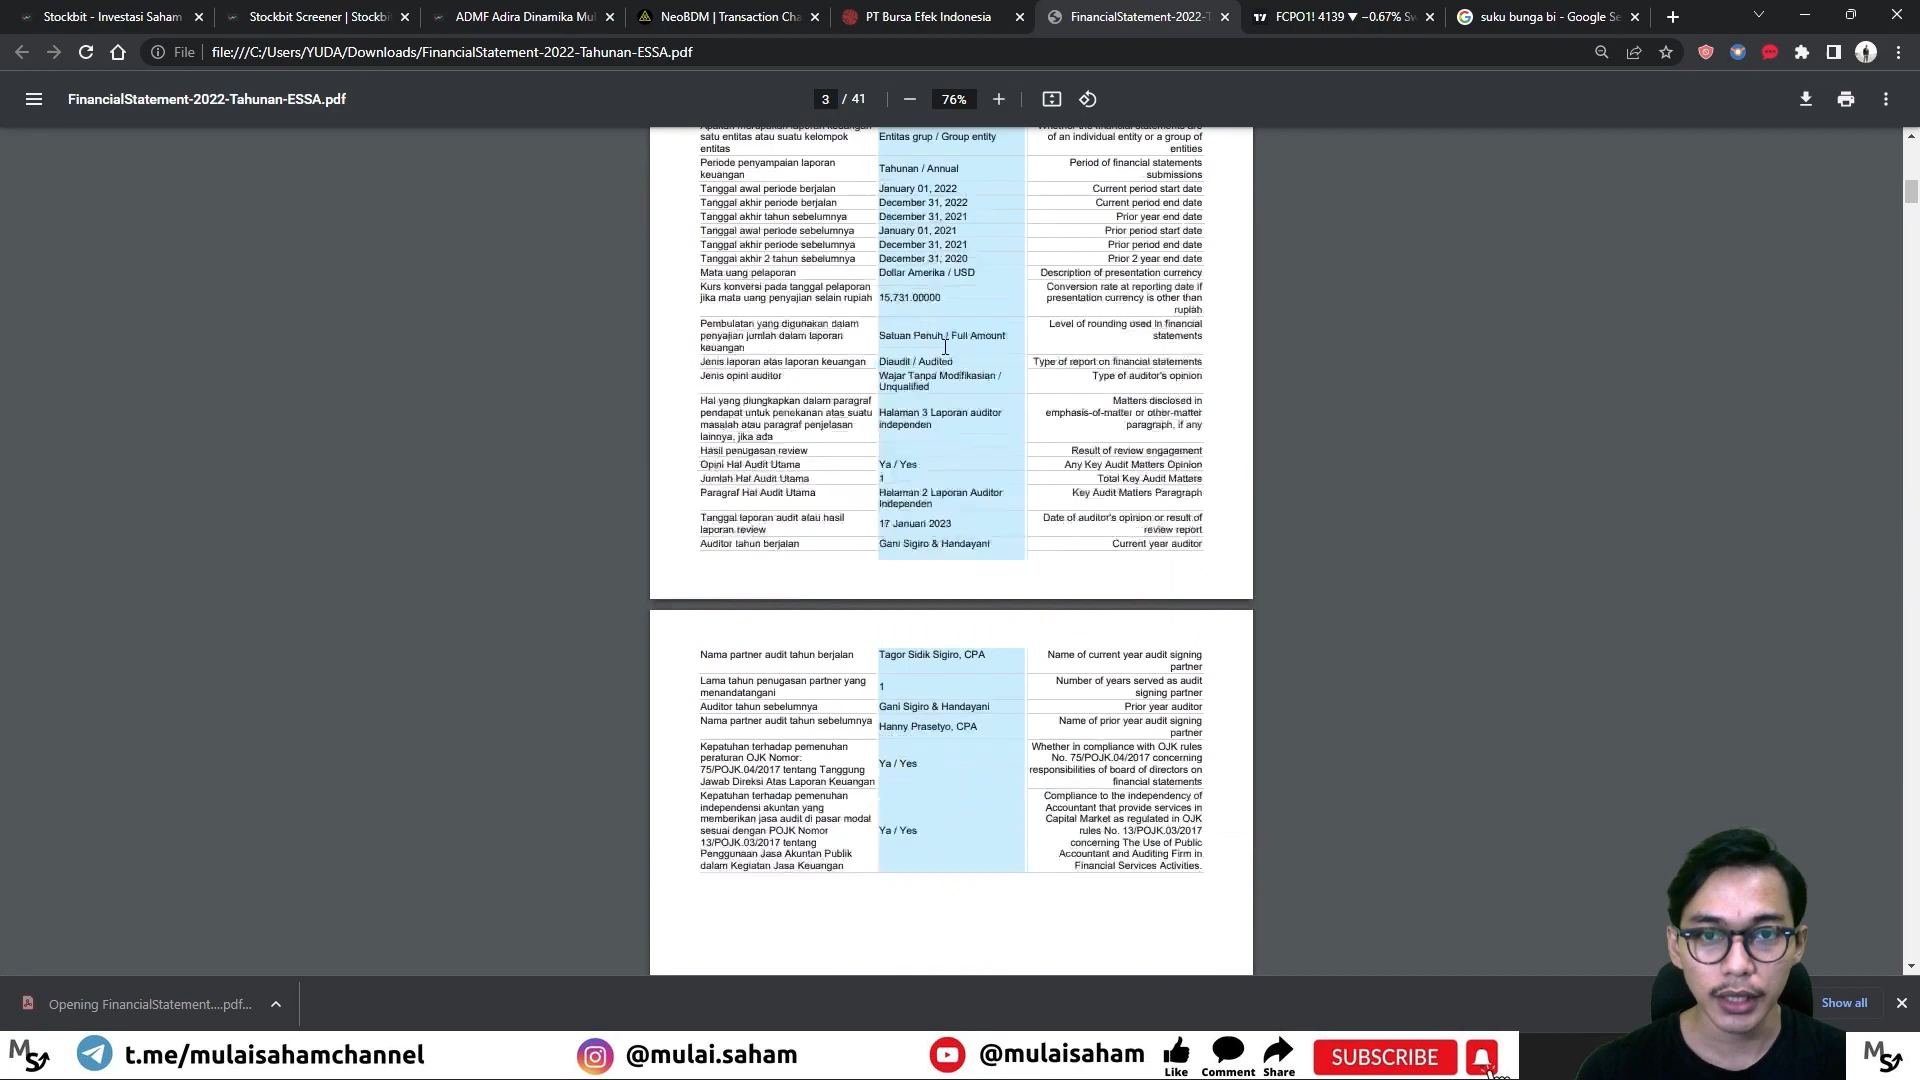 Stockbit - Investasi Saham
Stockbit Screener | Stockbi
ADMF Adira Dinamika Mu
NeoBDM | Transaction Cha
PT Bursa Efek Indonesia
FinancialStatement-2022-T
FCPO1! 4139 ▼ −0.67% Sw
suku bunga bi - Google Se
File
file:///C:/Users/YUDA/Downloads/FinancialStatement-2022-Tahunan-ESSA.pdf
FinancialStatement-2022-Tahunan-ESSA.pdf
3 / 41
76%
satu entitas atau suatu kelompok entitas
Entitas grup / Group entity
of an individual entity or a group of entities
Periode penyampaian laporan keuangan
Tahunan / Annual
Period of financial statements submissions
Tanggal awal periode berjalan
January 01, 2022
Current period start date
Tanggal akhir periode berjalan
December 31, 2022
Current period end date
Tanggal akhir tahun sebelumnya
December 31, 2021
Prior year end date
Tanggal awal periode sebelumnya
January 01, 2021
Prior period start date
Tanggal akhir periode sebelumnya
December 31, 2021
Prior period end date
Tanggal akhir 2 tahun sebelumnya
December 31, 2020
Prior 2 year end date
Mata uang pelaporan
Dollar Amerika / USD
Description of presentation currency
Kurs konversi pada tanggal pelaporan
jika mata uang penyajian selain rupiah
15,731.00000
Conversion rate at reporting date if
presentation currency is other than
rupiah
Pembulatan yang digunakan dalam
penyajian jumlah dalam laporan
keuangan
Satuan Penuh / Full Amount
Level of rounding used in financial
statements
Jenis laporan atas laporan keuangan
Diaudit / Audited
Type of report on financial statements
Jenis opini auditor
Wajar Tanpa Modifikasian /
Unqualified
Type of auditor's opinion
Hal yang diungkapkan dalam paragraf
pendapat untuk penekanan atas suatu
masalah atau paragraf penjelasan
lainnya, jika ada
Halaman 3 Laporan auditor
independen
Matters disclosed in
emphasis-of-matter or other-matter
paragraph, if any
Hasil penugasan review
Result of review engagement
Opini Hal Audit Utama
Ya / Yes
Any Key Audit Matters Opinion
Jumlah Hal Audit Utama
1
Total Key Audit Matters
Paragraf Hal Audit Utama
Halaman 2 Laporan Auditor
Independen
Key Audit Matters Paragraph
Tanggal laporan audit atau hasil
laporan review
17 Januari 2023
Date of auditor's opinion or result of
review report
Auditor tahun berjalan
Gani Sigiro & Handayani
Current year auditor
Nama partner audit tahun berjalan
Tagor Sidik Sigiro, CPA
Name of current year audit signing
partner
Lama tahun penugasan partner yang
menandatangani
1
Number of years served as audit
signing partner
Auditor tahun sebelumnya
Gani Sigiro & Handayani
Prior year auditor
Nama partner audit tahun sebelumnya
Hanny Prasetyo, CPA
Name of prior year audit signing
partner
Kepatuhan terhadap pemenuhan
peraturan OJK Nomor:
75/POJK.04/2017 tentang Tanggung
Jawab Direksi Atas Laporan Keuangan
Ya / Yes
Whether in compliance with OJK rules
No. 75/POJK.04/2017 concerning
responsibilities of board of directors on
financial statements
Kepatuhan terhadap pemenuhan
independensi akuntan yang
memberikan jasa audit di pasar modal
sesuai dengan POJK Nomor
13/POJK.03/2017 tentang
Penggunaan Jasa Akuntan Publik
dalam Kegiatan Jasa Keuangan
Ya / Yes
Compliance to the independency of
Accountant that provide services in
Capital Market as regulated in OJK
rules No. 13/POJK.03/2017
concerning The Use of Public
Accountant and Auditing Firm in
Financial Services Activities.
Opening FinancialStatement....pdf...
Show all
MS
t.me/mulaisahamchannel
@mulai.saham
@mulaisaham
Like
Comment
Share
SUBSCRIBE
MS